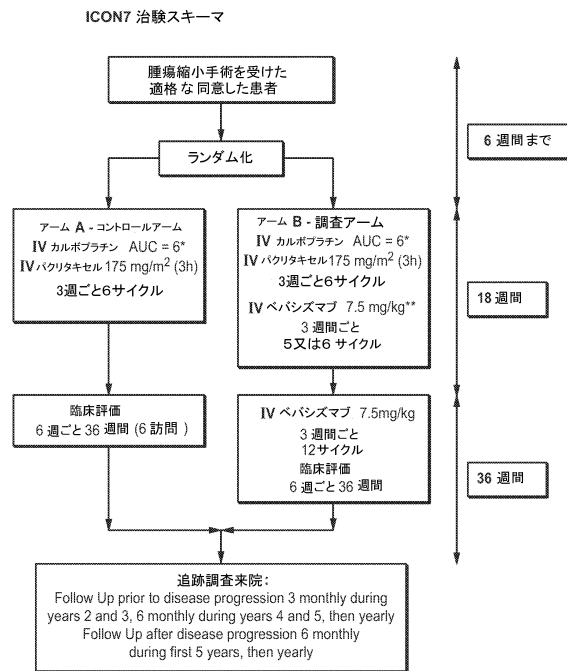 ICON7 治験スキーマ
腫瘍縮小手術を受けた
適格 な 同意した患者
6 週間まで
ランダム化
アーム A - コントロールアーム
IV カルボプラチン AUC = 6*
IV パクリタキセル 175 mg/m² (3h)
3週ごと6サイクル
アーム B - 調査アーム
IV カルボプラチン AUC = 6*
IV パクリタキセル 175 mg/m² (3h)
3週ごと6サイクル
IV ベバシズマブ 7.5 mg/kg**
3 週間ごと
5又は6 サイクル
18 週間
臨床評価
6 週ごと 36 週間 (6 訪問 )
IV ベバシズマブ 7.5mg/kg
3 週間ごと
12サイクル
臨床評価
6 週ごと 36 週間
36 週間
追跡調査来院:
Follow Up prior to disease progression 3 monthly during
years 2 and 3, 6 monthly during years 4 and 5, then yearly
Follow Up after disease progression 6 monthly
during first 5 years, then yearly